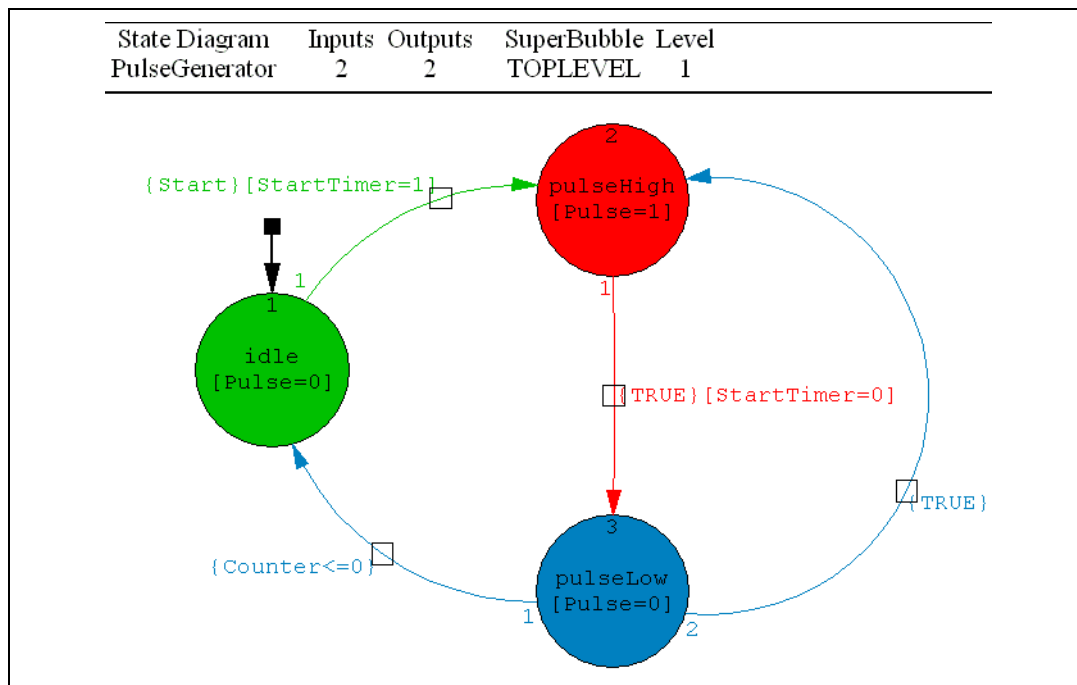 State Diagram Inputs Outputs SuperBubble Level
PulseGenerator 2 2 TOPLEVEL 1
2
{Start}[StartTimer=1]
pulseHigh
[Pulse=1]
1
1
1
idle
[Pulse=0]
{TRUE}[StartTimer=0]
{TRUE}
3
{Counter<=0}
pulseLow
[Pulse=0]
1
2